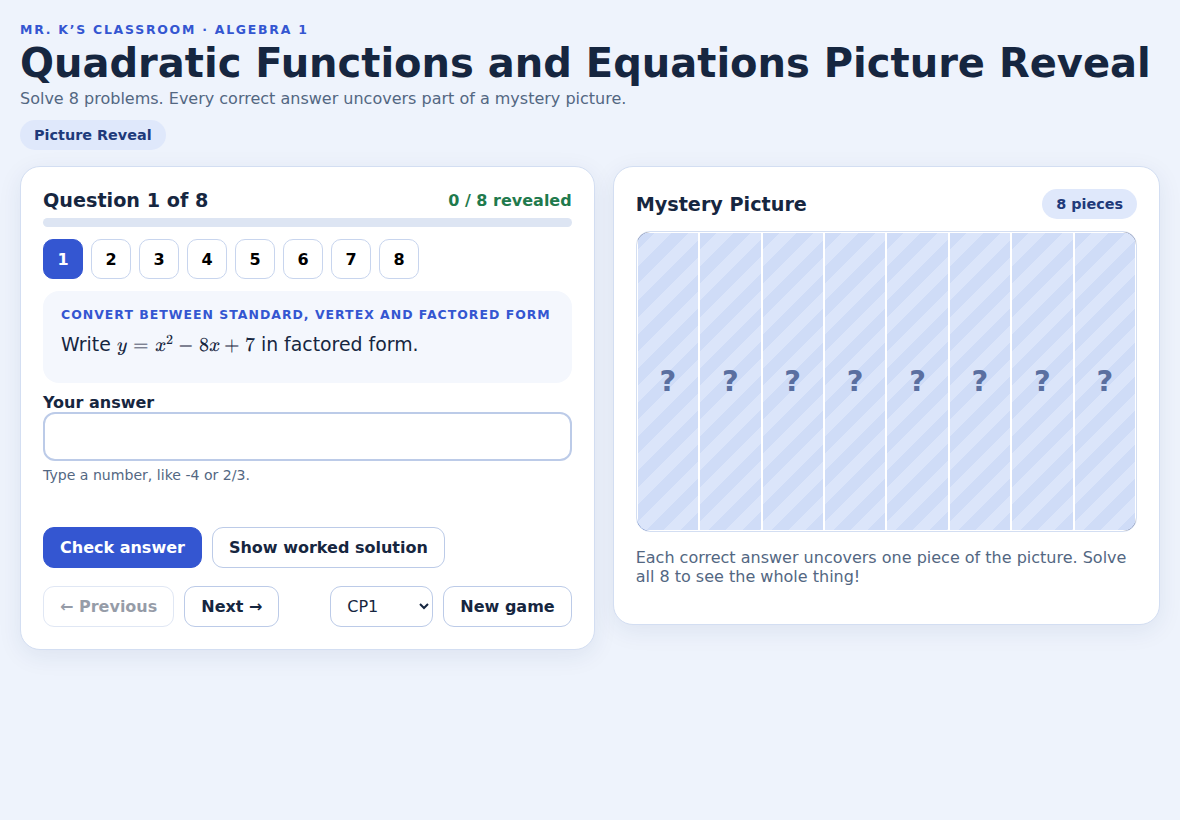 MR. K'S CLASSROOM · ALGEBRA 1
Quadratic Functions and Equations Picture Reveal
Solve 8 problems. Every correct answer uncovers part of a mystery picture.
Picture Reveal
Question 1 of 8
0 / 8 revealed
1 2 3 4 5 6 7 8
CONVERT BETWEEN STANDARD, VERTEX AND FACTORED FORM
Write y = x² − 8x + 7 in factored form.
Your answer
Type a number, like -4 or 2/3.
Check answer
Show worked solution
← Previous
Next →
CP1
New game
Mystery Picture
8 pieces
? ? ? ? ? ? ? ?
Each correct answer uncovers one piece of the picture. Solve
all 8 to see the whole thing!